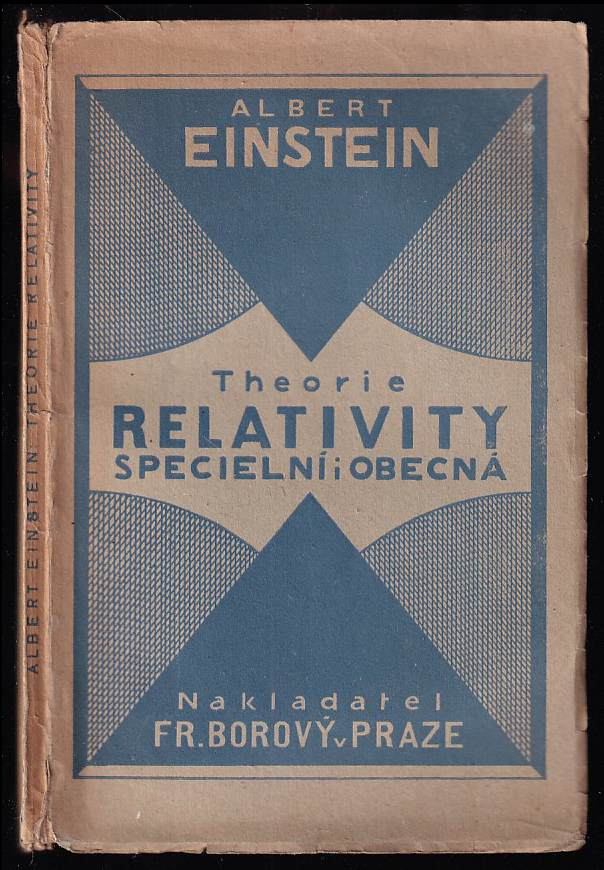 ALBERT EINSTEIN: THEORIE RELATIVITY
ALBERT
EINSTEIN
Theorie
RELATIVITY
SPECIELNÍ i OBECNÁ
Nakladatel
FR. BOROVÝ v PRAZE